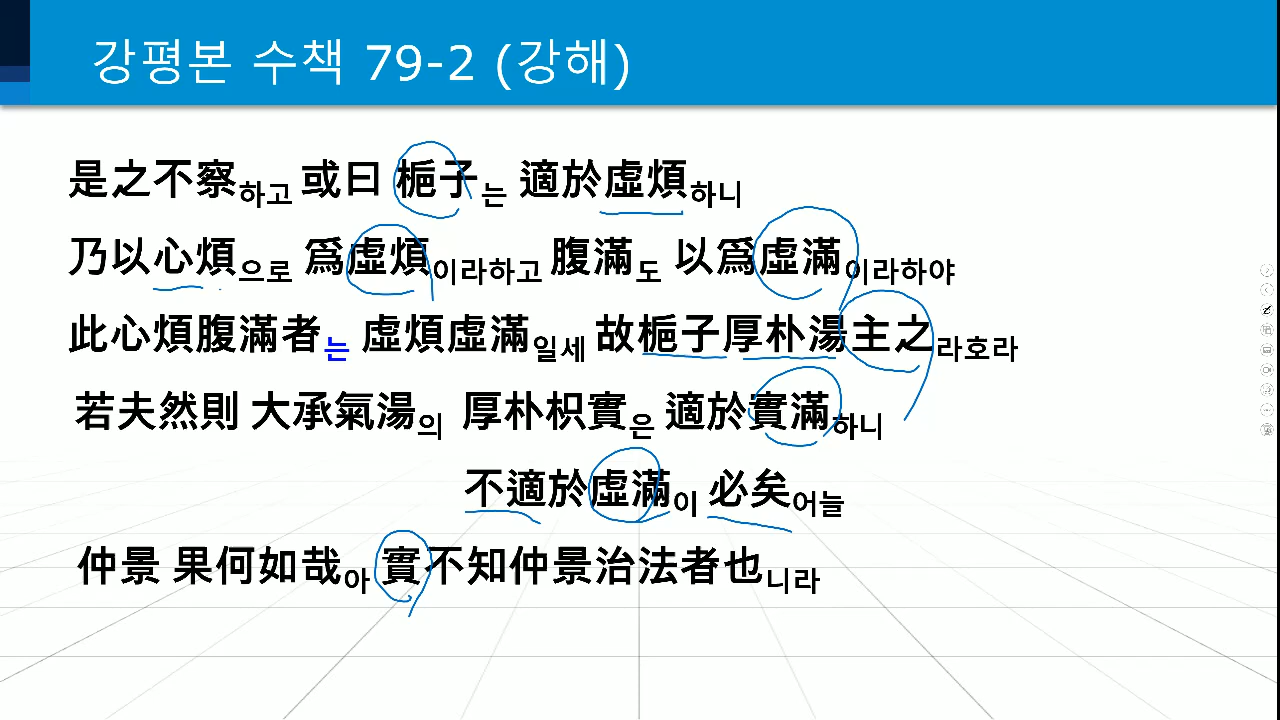 강평본 수책 79-2 (강해)
是之不察하고 或曰 梔子는 適於虛煩하니
乃以心煩으로 爲虛煩이라하고 腹滿도 以爲虛滿이라하야
此心煩腹滿者는 虛煩虛滿일세 故梔子厚朴湯主之라호라
若夫然則 大承氣湯의 厚朴枳實은 適於實滿하니
不適於虛滿이 必矣어늘
仲景 果何如哉아 實不知仲景治法者也니라